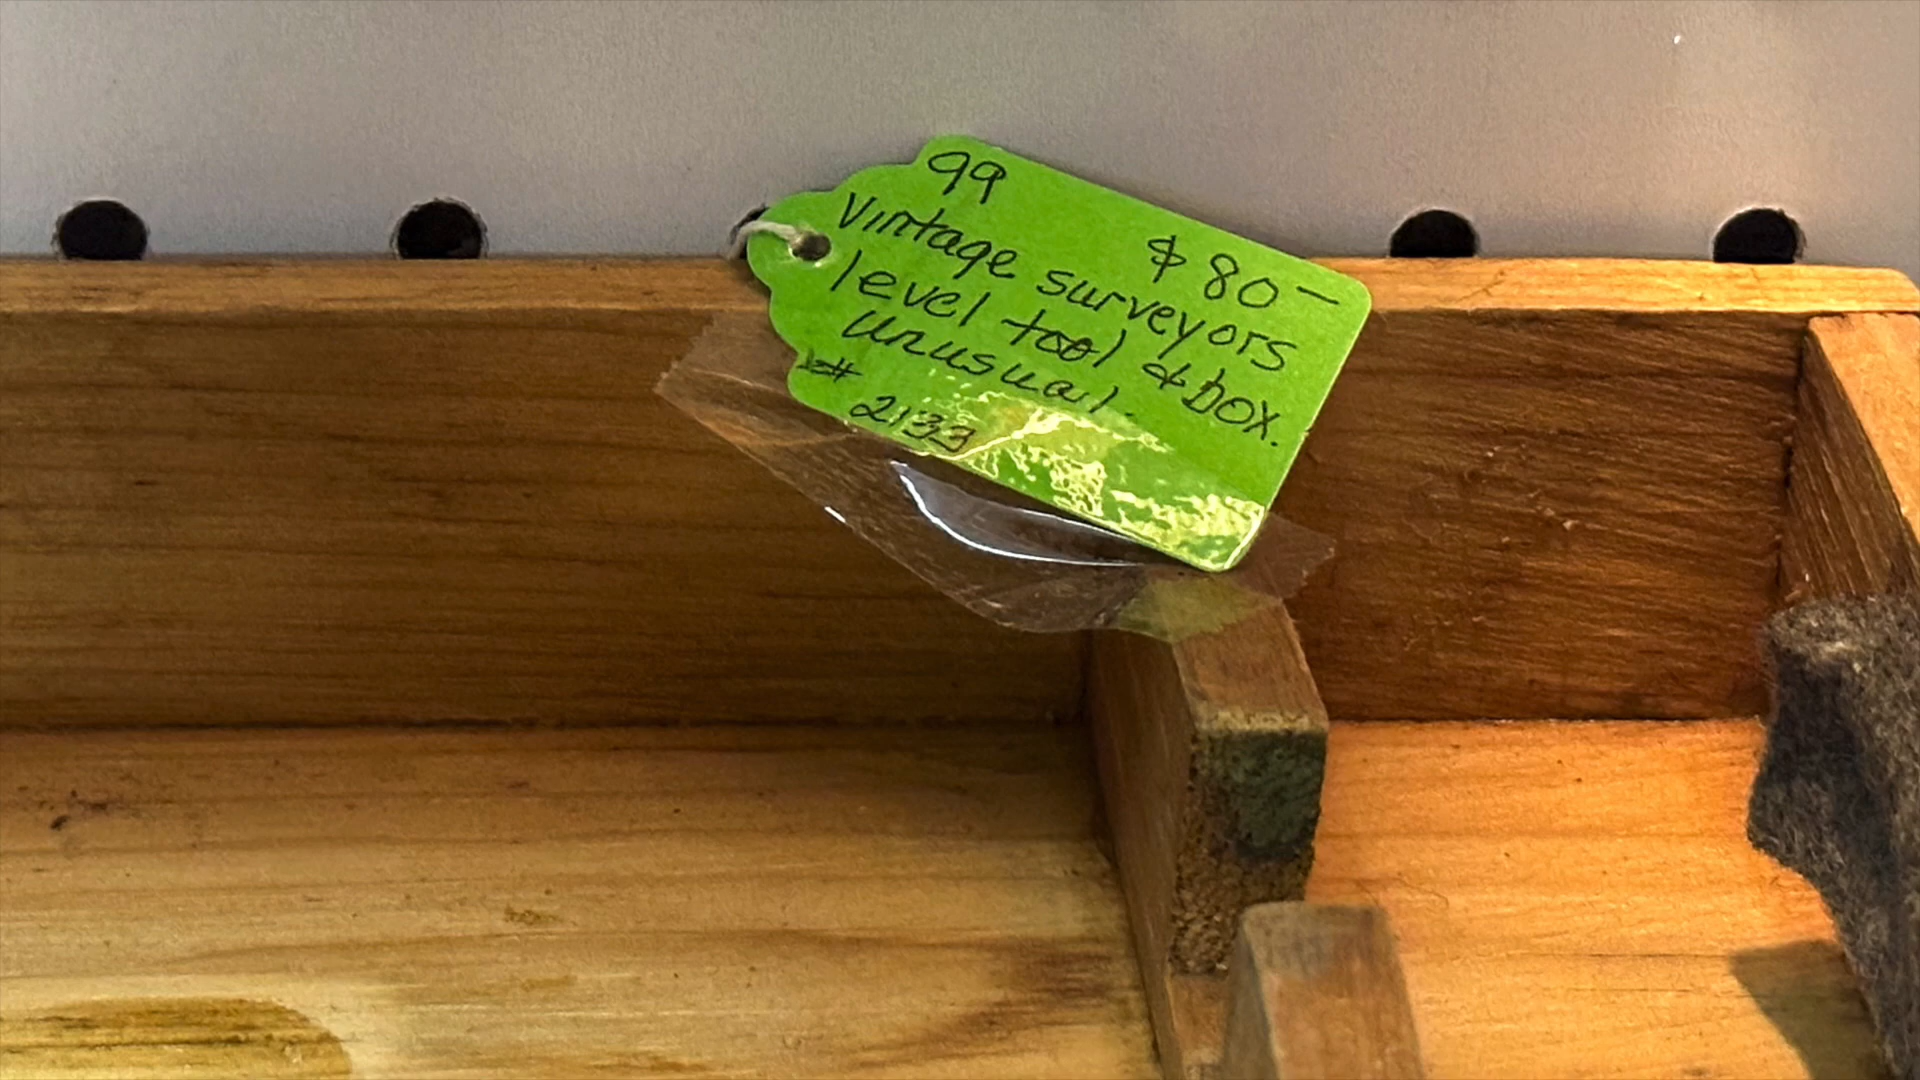 99
$ 80-
Vintage surveyors
level tool & box.
unusual.
# 2133